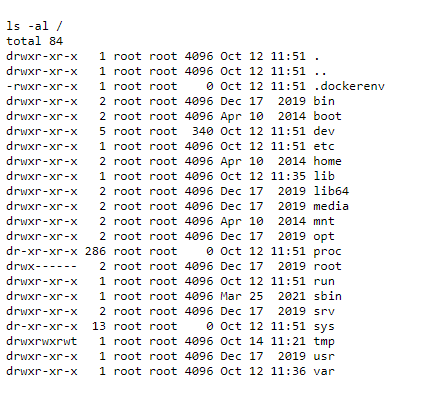 ls -al /
total 84
drwxr-xr-x   1 root root 4096 Oct 12 11:51 .
drwxr-xr-x   1 root root 4096 Oct 12 11:51 ..
-rwxr-xr-x   1 root root    0 Oct 12 11:51 .dockerenv
drwxr-xr-x   2 root root 4096 Dec 17  2019 bin
drwxr-xr-x   2 root root 4096 Apr 10  2014 boot
drwxr-xr-x   5 root root  340 Oct 12 11:51 dev
drwxr-xr-x   1 root root 4096 Oct 12 11:51 etc
drwxr-xr-x   2 root root 4096 Apr 10  2014 home
drwxr-xr-x   1 root root 4096 Oct 12 11:35 lib
drwxr-xr-x   2 root root 4096 Dec 17  2019 lib64
drwxr-xr-x   2 root root 4096 Dec 17  2019 media
drwxr-xr-x   2 root root 4096 Apr 10  2014 mnt
drwxr-xr-x   2 root root 4096 Dec 17  2019 opt
dr-xr-xr-x 286 root root    0 Oct 12 11:51 proc
drwx------   2 root root 4096 Dec 17  2019 root
drwxr-xr-x   1 root root 4096 Oct 12 11:51 run
drwxr-xr-x   1 root root 4096 Mar 25  2021 sbin
drwxr-xr-x   2 root root 4096 Dec 17  2019 srv
dr-xr-xr-x  13 root root    0 Oct 12 11:51 sys
drwxrwxrwt   1 root root 4096 Oct 14 11:21 tmp
drwxr-xr-x   1 root root 4096 Dec 17  2019 usr
drwxr-xr-x   1 root root 4096 Oct 12 11:36 var